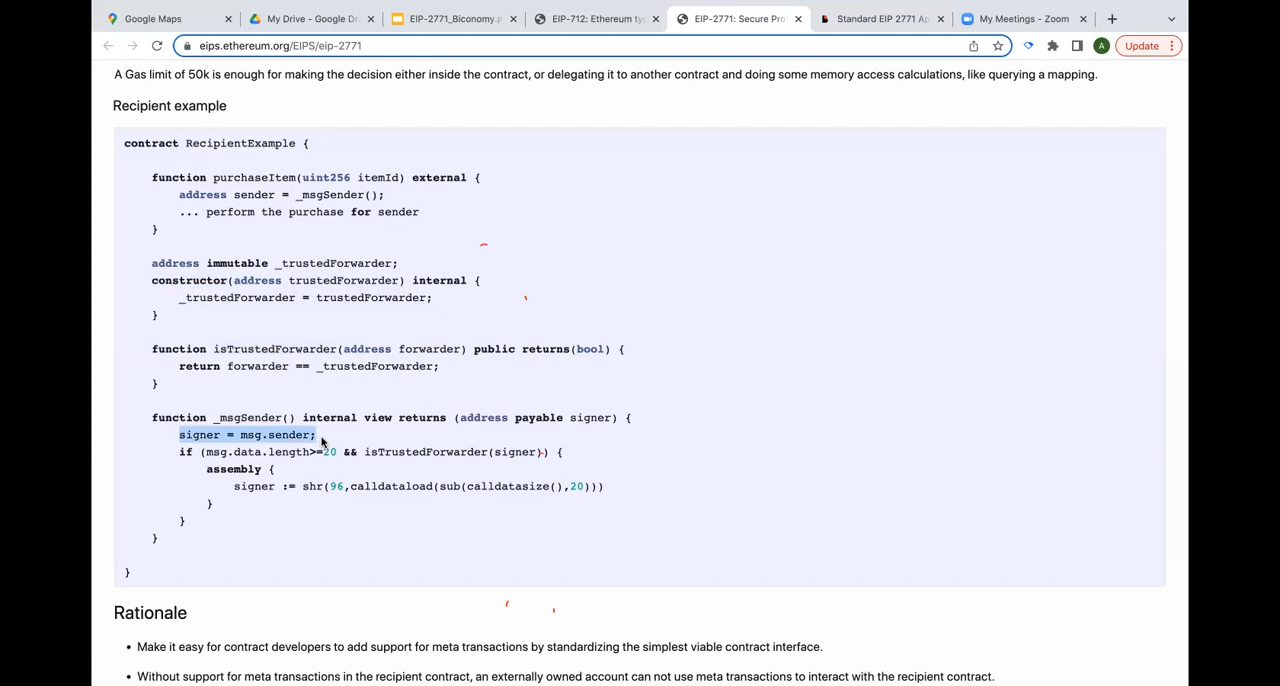 Google Maps
My Drive - Google Dr
EIP-2771_Biconomy.p
EIP-712: Ethereum ty
EIP-2771: Secure Pro
Standard EIP 2771 Ap
My Meetings - Zoom
eips.ethereum.org/EIPS/eip-2771
A
Update
A Gas limit of 50k is enough for making the decision either inside the contract, or delegating it to another contract and doing some memory access calculations, like querying a mapping.
Recipient example
contract RecipientExample {
function purchaseItem(uint256 itemId) external {
address sender = _msgSender();
... perform the purchase for sender
}
address immutable _trustedForwarder;
constructor(address trustedForwarder) internal {
_trustedForwarder = trustedForwarder;
}
function isTrustedForwarder(address forwarder) public returns(bool) {
return forwarder == _trustedForwarder;
}
function _msgSender() internal view returns (address payable signer) {
signer = msg.sender;
if (msg.data.length>=20 && isTrustedForwarder(signer)) {
assembly {
signer := shr(96,calldataload(sub(calldatasize(),20)))
}
}
}
}
Rationale
• Make it easy for contract developers to add support for meta transactions by standardizing the simplest viable contract interface.
• Without support for meta transactions in the recipient contract, an externally owned account can not use meta transactions to interact with the recipient contract.